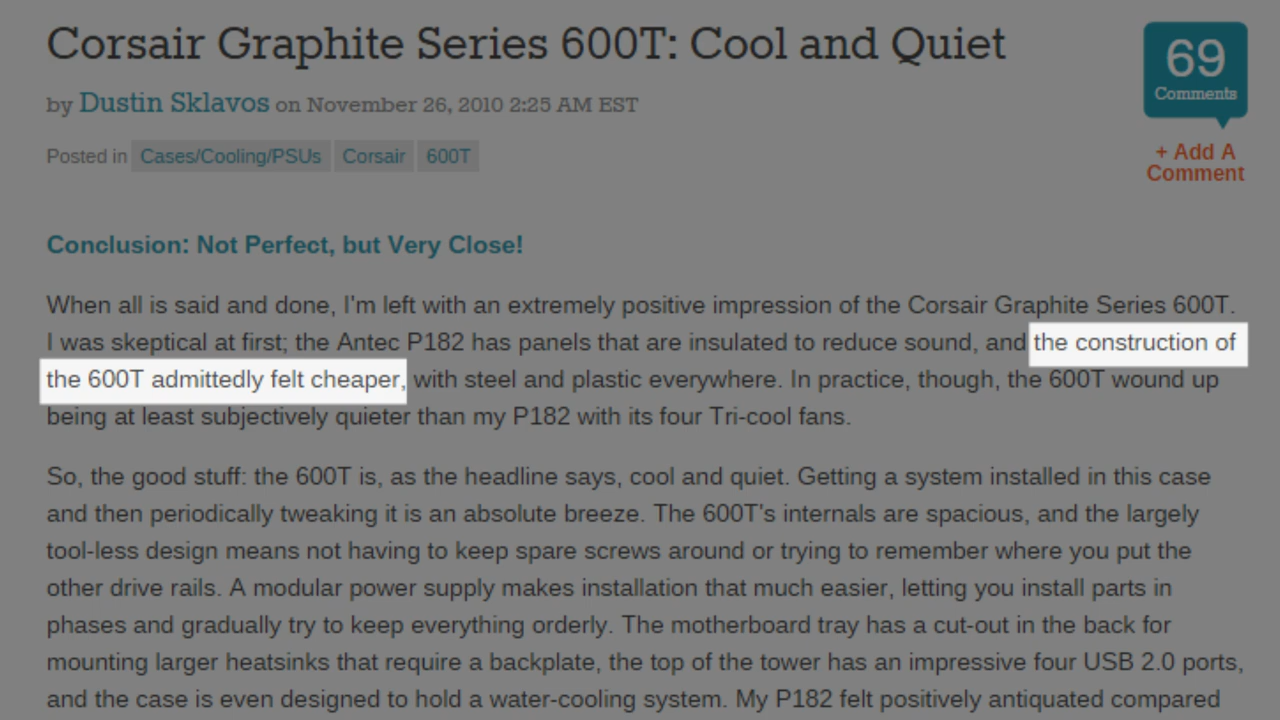 Corsair Graphite Series 600T: Cool and Quiet
69
Comments
by Dustin Sklavos on November 26, 2010 2:25 AM EST
+ Add A
Comment
Posted in Cases/Cooling/PSUs Corsair 600T
Conclusion: Not Perfect, but Very Close!
When all is said and done, I'm left with an extremely positive impression of the Corsair Graphite Series 600T.
I was skeptical at first; the Antec P182 has panels that are insulated to reduce sound, and the construction of
the 600T admittedly felt cheaper, with steel and plastic everywhere. In practice, though, the 600T wound up
being at least subjectively quieter than my P182 with its four Tri-cool fans.
So, the good stuff: the 600T is, as the headline says, cool and quiet. Getting a system installed in this case
and then periodically tweaking it is an absolute breeze. The 600T's internals are spacious, and the largely
tool-less design means not having to keep spare screws around or trying to remember where you put the
other drive rails. A modular power supply makes installation that much easier, letting you install parts in
phases and gradually try to keep everything orderly. The motherboard tray has a cut-out in the back for
mounting larger heatsinks that require a backplate, the top of the tower has an impressive four USB 2.0 ports,
and the case is even designed to hold a water-cooling system. My P182 felt positively antiquated compared